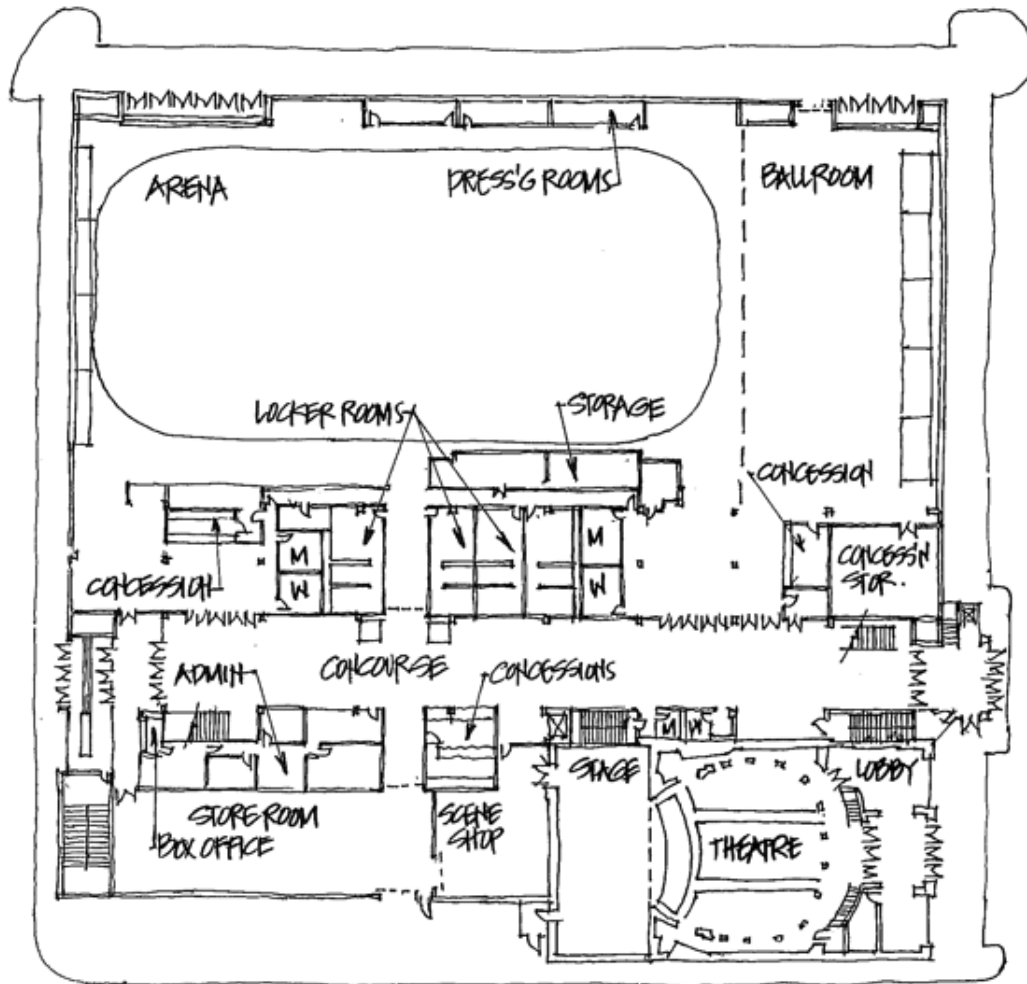 ARENA
DRESS'G ROOMS
BALLROOM
LOCKER ROOMS
STORAGE
CONCESSION
M
W
M
W
CONCESSION
CONCESS'N
STOR.
ADMIN
CONCOURSE
CONCESSIONS
M
W
STAGE
LOBBY
STORE ROOM
BOX OFFICE
SCENE
SHOP
THEATRE